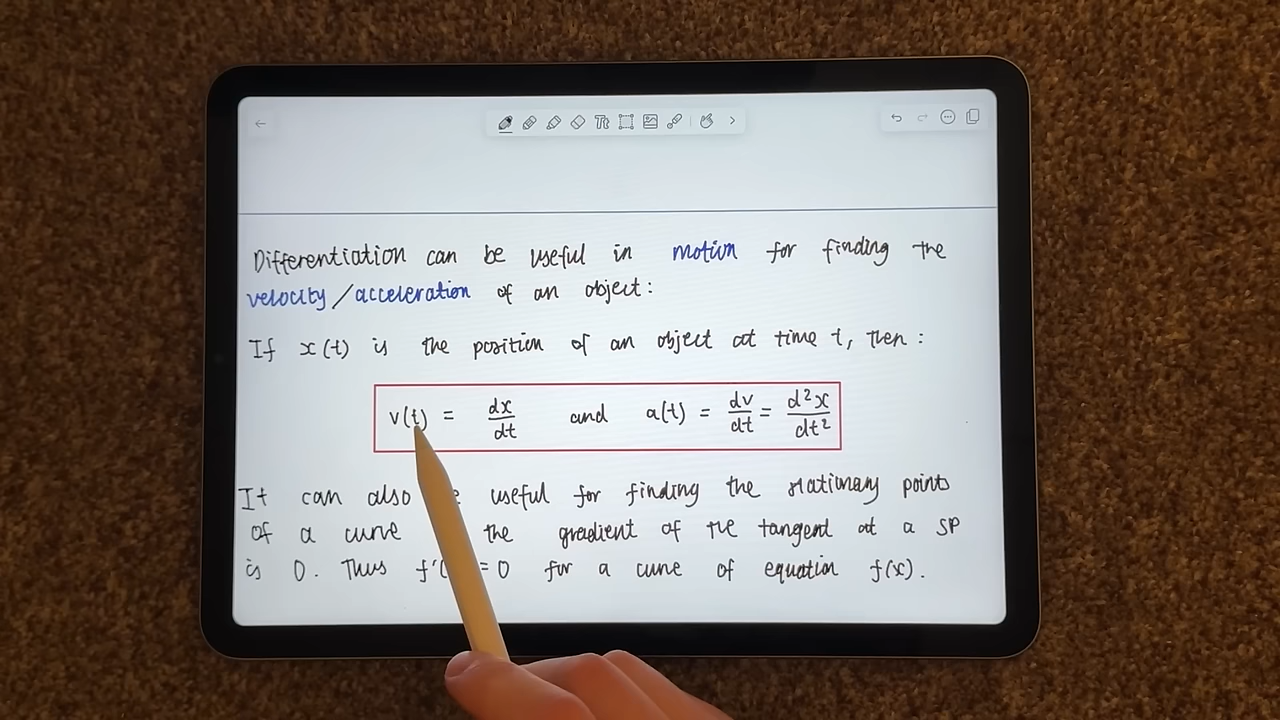 Tt
Differentiation can be useful in motion for finding the
velocity/acceleration of an object:
If x(t) is the position of an object at time t, then:
v(t) = dx/dt and a(t) = dv/dt = d²x/dt²
It can also useful for finding the stationary points
of a curve the gradient of the tangent at a SP
is 0. Thus f'( =0 for a curve of equation f(x).